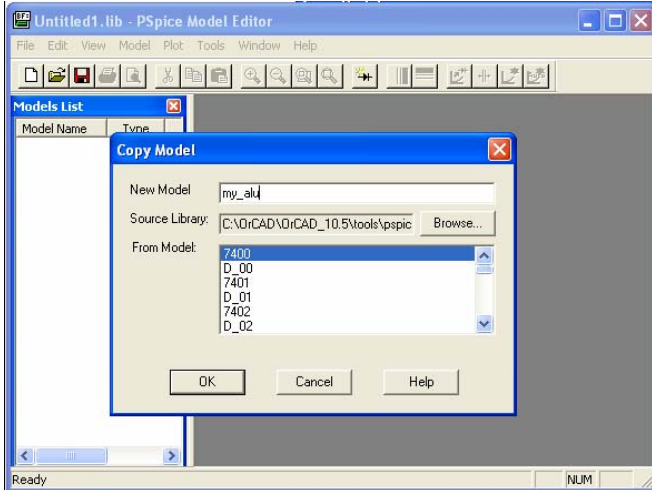 Untitled1.lib - PSpice Model Editor
File Edit View Model Plot Tools Window Help
Models List
Model Name Type
Copy Model
New Model my_alu
Source Library: C:\OrCAD\OrCAD_10.5\tools\pspic Browse...
From Model: 7400
D_00
7401
D_01
7402
D_02
OK Cancel Help
Ready NUM